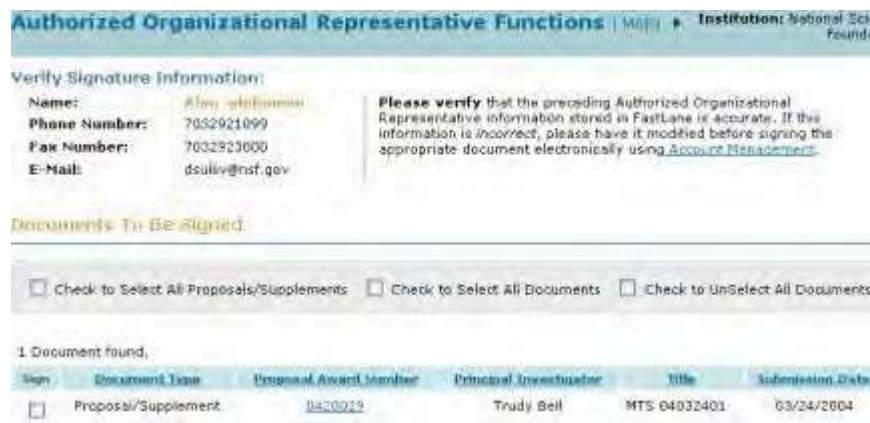 Authorized Organizational Representative Functions | MAIN ▸ Institution: National Sci
Found
Verify Signature Information:
Name:
Phone Number: 7032921099
Fax Number: 7032923000
E-Mail: dsuliv@nsf.gov
Please verify that the preceding Authorized Organizational
Representative information stored in FastLane is accurate. If this
information is incorrect, please have it modified before signing the
appropriate document electronically using Account Management.
Documents To Be Signed
Check to Select All Proposals/Supplements Check to Select All Documents Check to UnSelect All Documents
1 Document found.
Sign Document Type Proposal Award Number Principal Investigator Title Submission Date
Proposal/Supplement 0420029 Trudy Bell MTS 04032401 03/24/2004